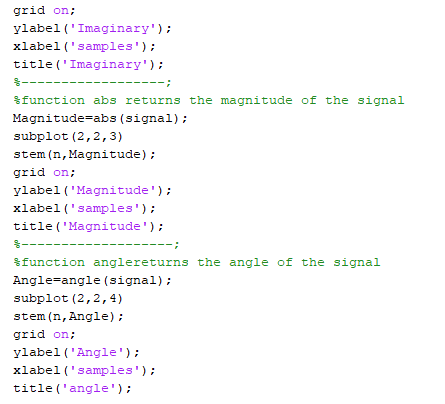 grid on;
ylabel('Imaginary');
xlabel('samples');
title('Imaginary');
%------------------;
%function abs returns the magnitude of the signal
Magnitude=abs(signal);
subplot(2,2,3)
stem(n,Magnitude);
grid on;
ylabel('Magnitude');
xlabel('samples');
title('Magnitude');
%-------------------;
%function anglereturns the angle of the signal
Angle=angle(signal);
subplot(2,2,4)
stem(n,Angle);
grid on;
ylabel('Angle');
xlabel('samples');
title('angle');